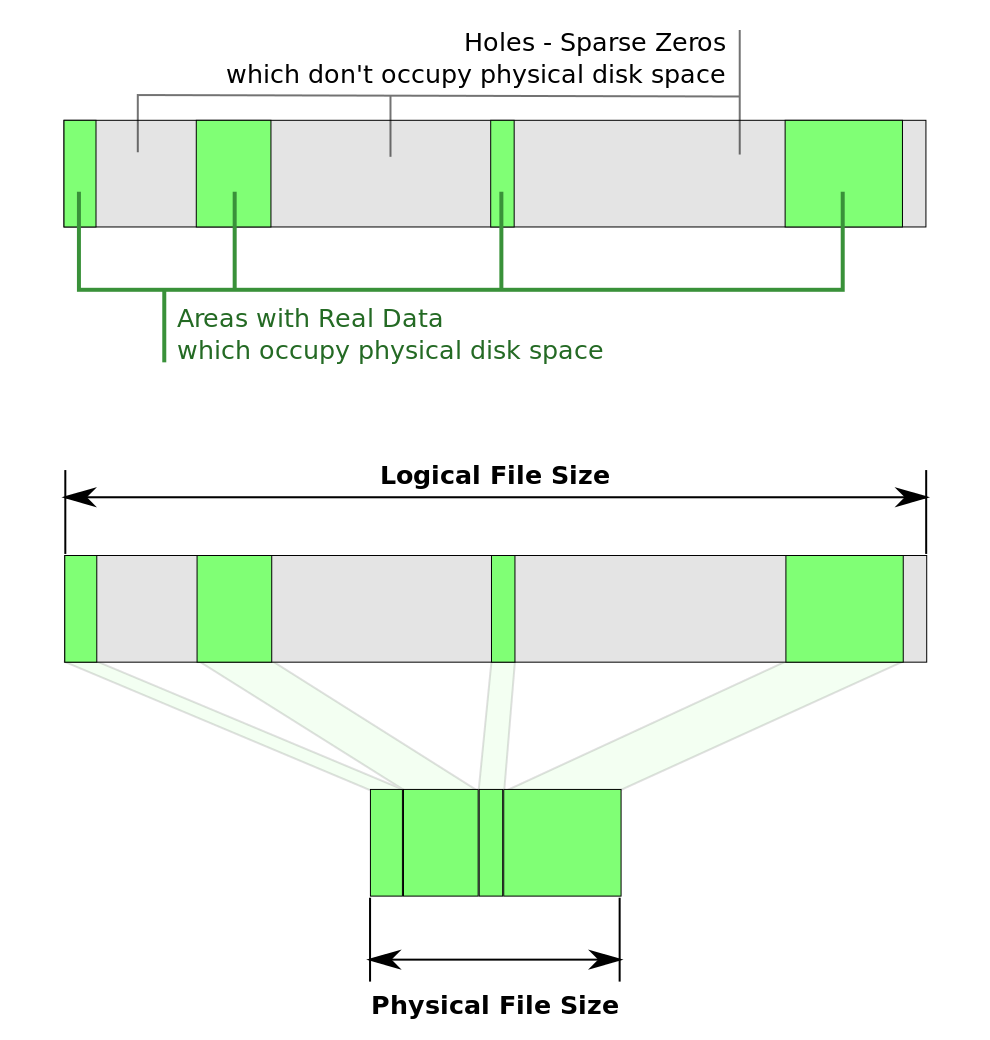 Holes - Sparse Zeros
which don't occupy physical disk space
Areas with Real Data
which occupy physical disk space
Logical File Size
Physical File Size